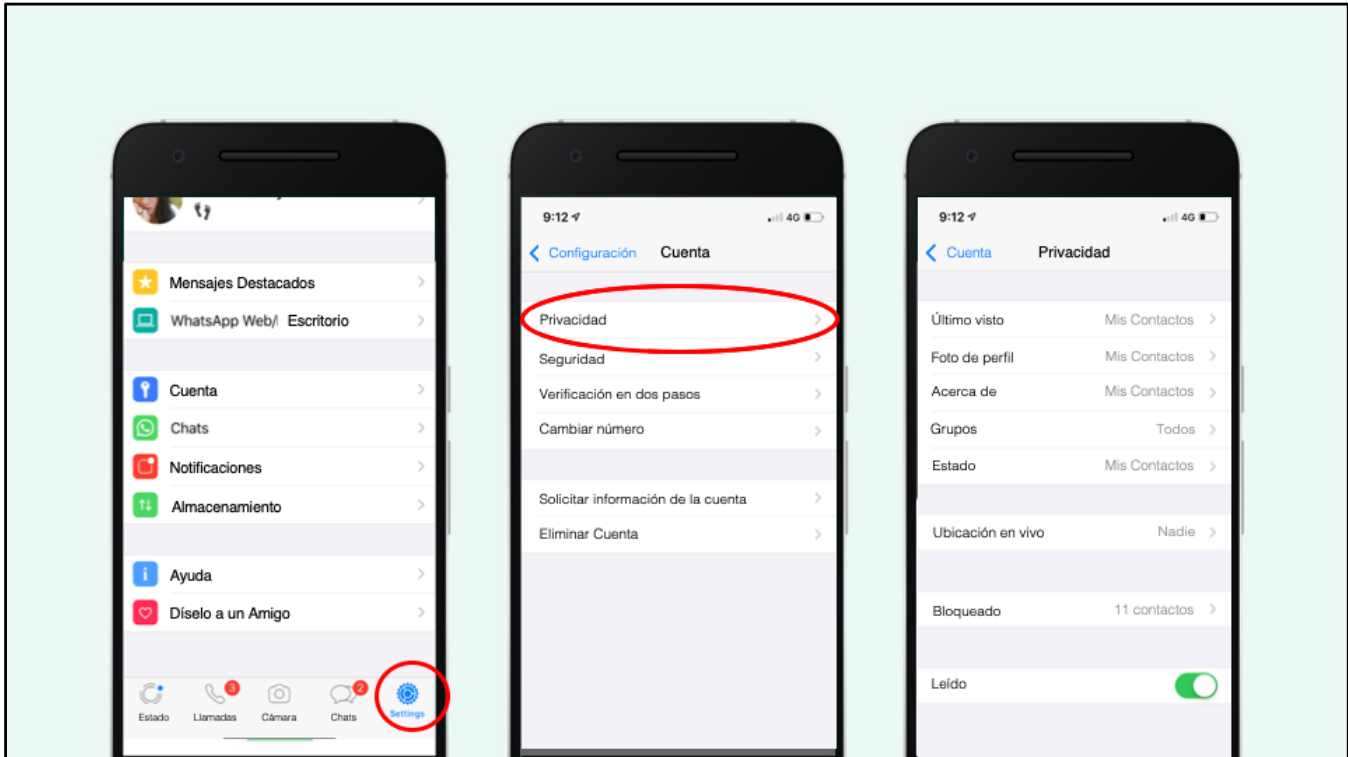 Mensajes Destacados
WhatsApp Web/ Escritorio
Cuenta
Chats
Notificaciones
Almacenamiento
Ayuda
Díselo a un Amigo
3
2
Estado Llamadas Cámara Chats Settings
9:12 4G
Configuración Cuenta
Privacidad
Seguridad
Verificación en dos pasos
Cambiar número
Solicitar información de la cuenta
Eliminar Cuenta
9:12 4G
Cuenta Privacidad
Último visto Mis Contactos
Foto de perfil Mis Contactos
Acerca de Mis Contactos
Grupos Todos
Estado Mis Contactos
Ubicación en vivo Nadie
Bloqueado 11 contactos
Leído